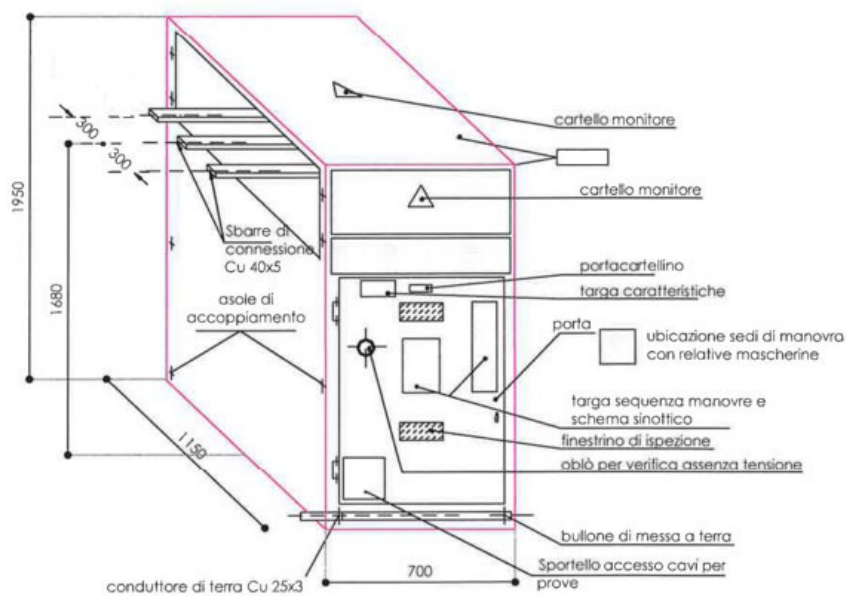 cartello monitore
300
300
cartello monitore
1950
Sbarre di
connessione
Cu 40x5
portacartellino
targa caratteristiche
asole di
accoppiamento
1680
porta
ubicazione sedi di manovra
con relative mascherine
targa sequenza manovre e
schema sinottico
finestrino di ispezione
1150
oblò per verifica assenza tensione
bullone di messa a terra
Sportello accesso cavi per
prove
700
conduttore di terra Cu 25x3